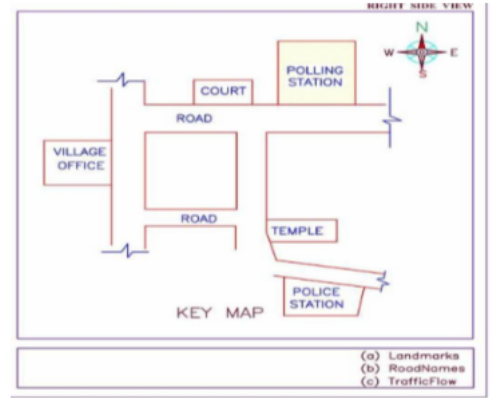 RIGHT SIDE VIEW
N
W
E
S
POLLING
STATION
COURT
ROAD
VILLAGE
OFFICE
ROAD
TEMPLE
POLICE
STATION
KEY MAP
(a) Landmarks
(b) RoadNames
(c) TrafficFlow